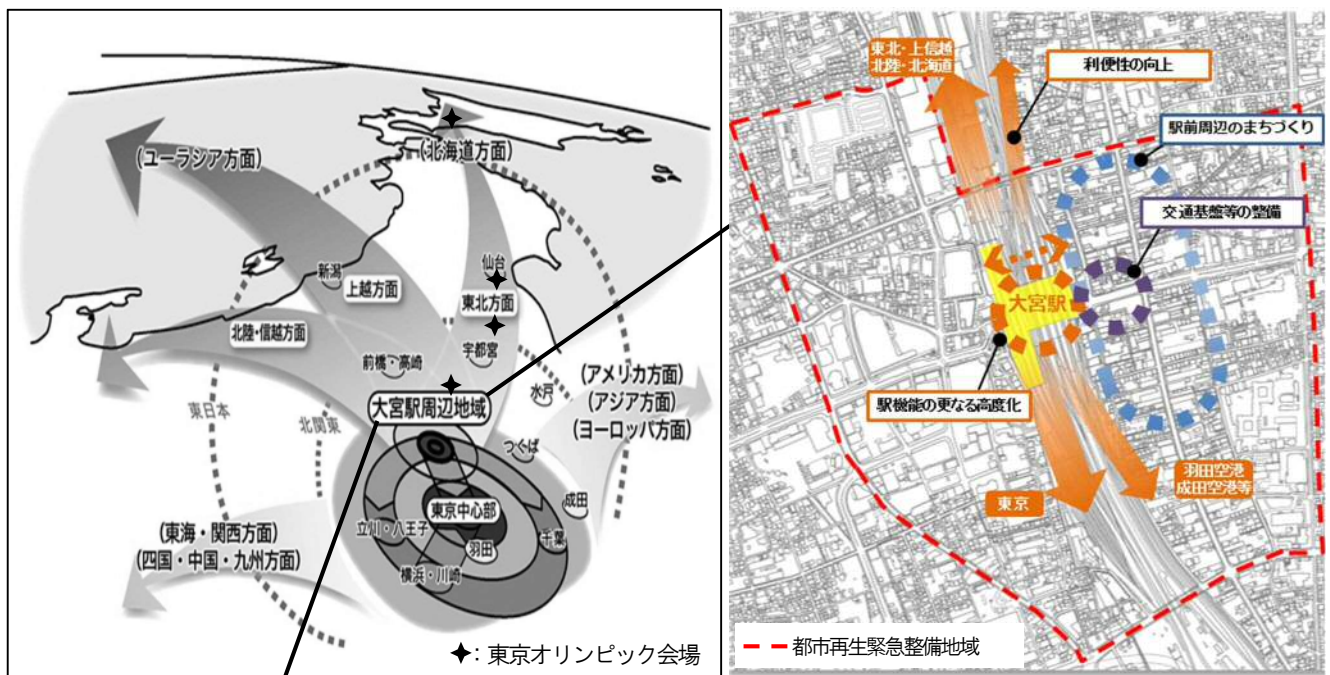 (ユーラシア方面)
(北海道方面)
新潟
上越方面
仙台
東北方面
北陸・信越方面
前橋・高崎
宇都宮
水戸
大宮駅周辺地域
(アメリカ方面)
(アジア方面)
(ヨーロッパ方面)
東日本
北関東
つくば
成田
東京中心部
立川・八王子
羽田
千葉
横浜・川崎
(東海・関西方面)
(四国・中国・九州方面)
✦：東京オリンピック会場
東北・上信越
北陸・北海道
利便性の向上
駅前周辺のまちづくり
交通基盤等の整備
大宮駅
駅機能の更なる高度化
東京
羽田空港
成田空港等
都市再生緊急整備地域